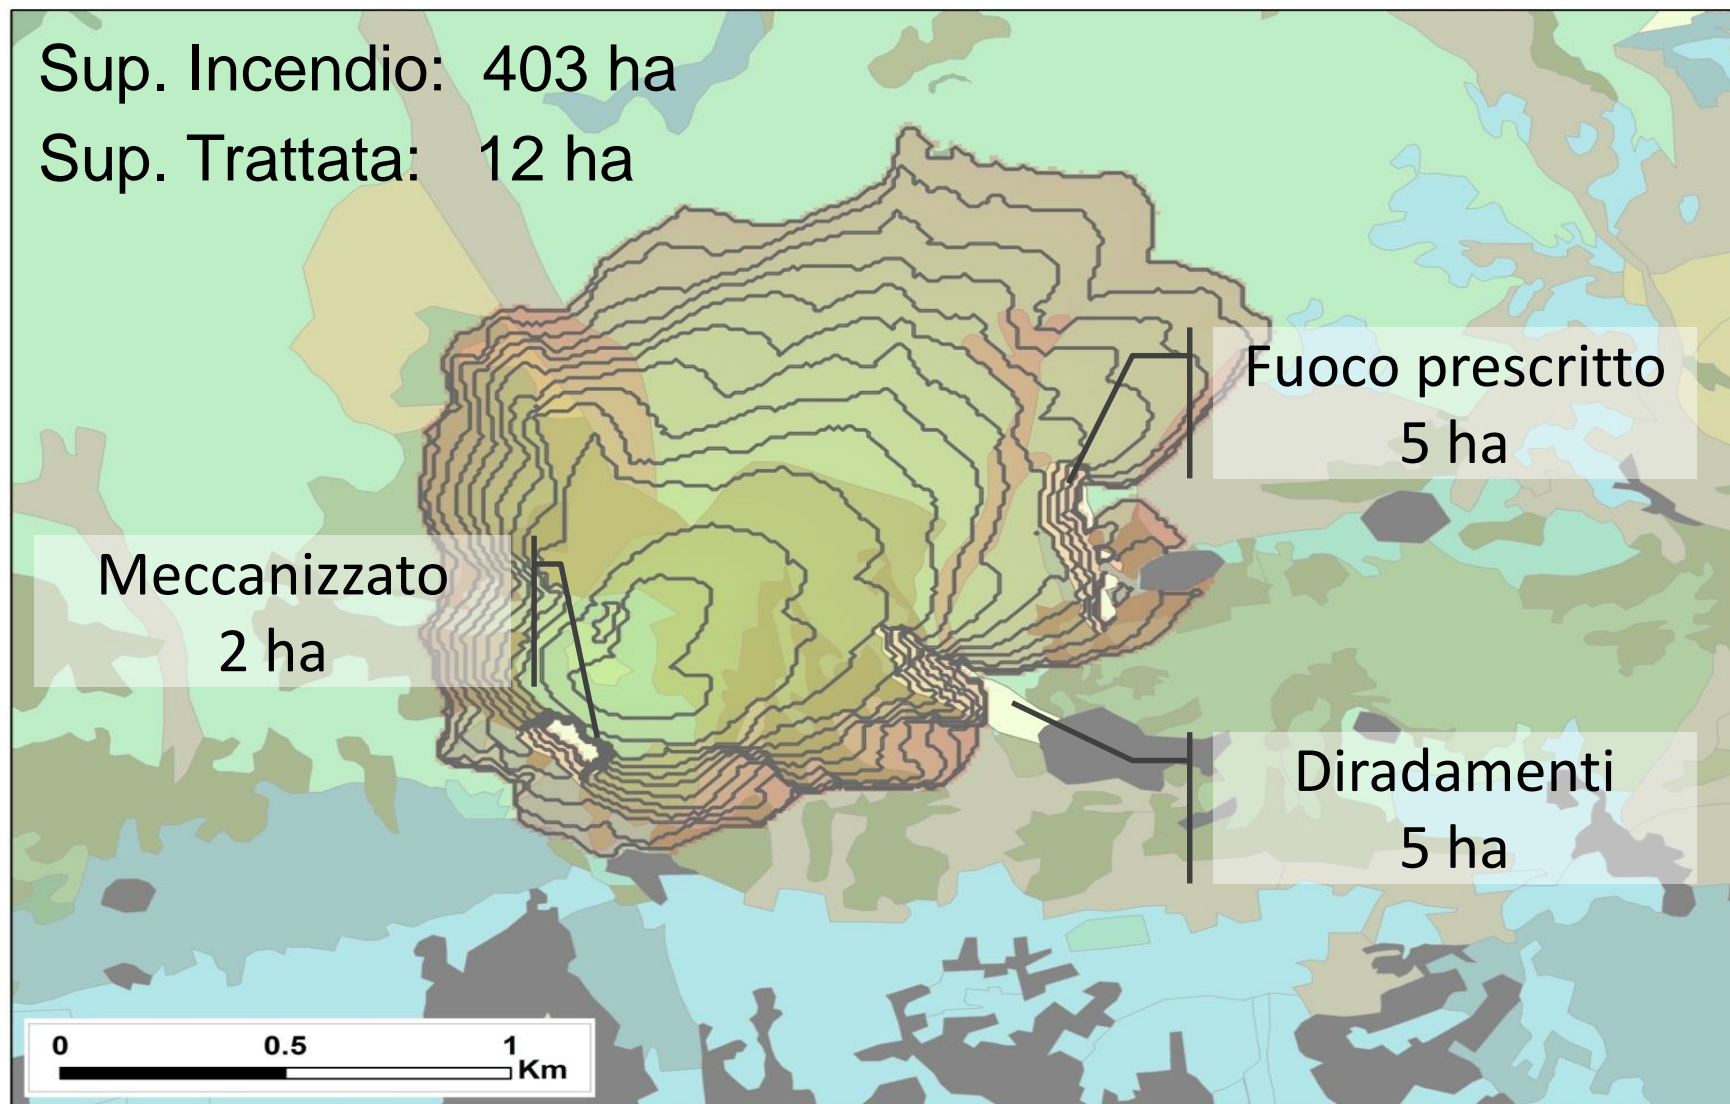 Sup. Incendio: 403 ha
Sup. Trattata: 12 ha
Fuoco prescritto
5 ha
Meccanizzato
2 ha
Diradamenti
5 ha
0 0.5 1
Km